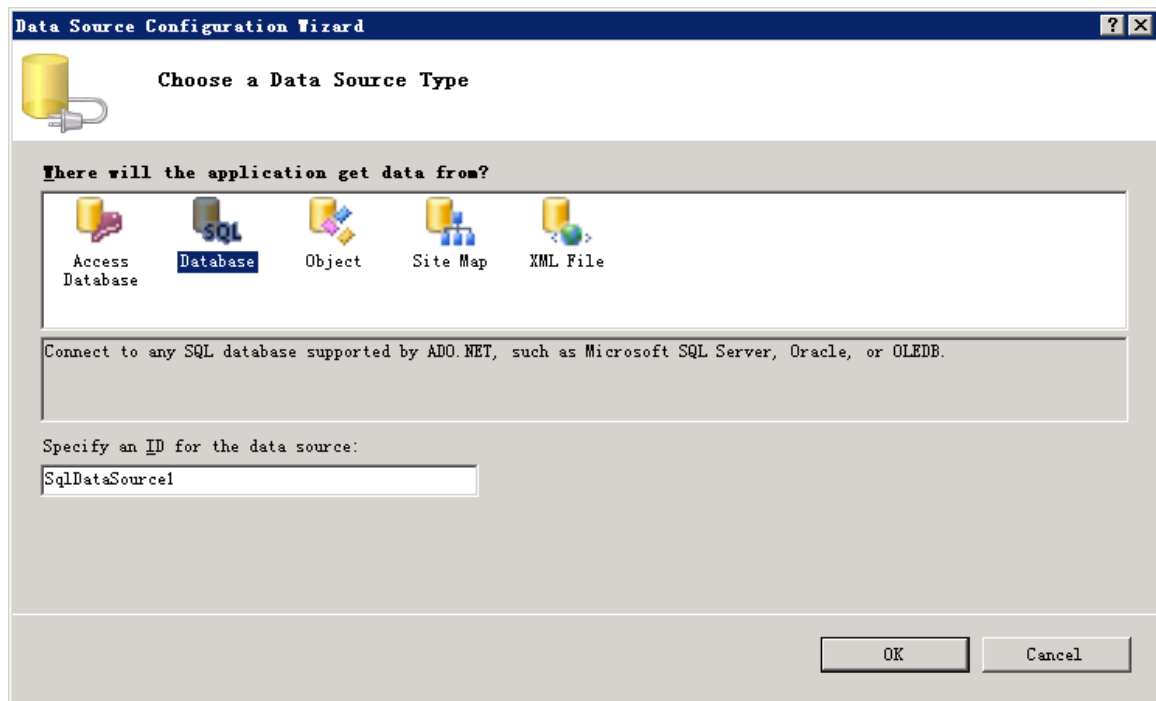 Data Source Configuration Wizard
Choose a Data Source Type
Where will the application get data from?
SQL
Access Database
Database
Object
Site Map
XML File
Connect to any SQL database supported by ADO.NET, such as Microsoft SQL Server, Oracle, or OLEDB.
Specify an ID for the data source:
SqlDataSource1
OK
Cancel